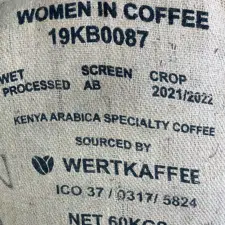 WOMEN IN COFFEE
19KB0087
WET PROCESSED SCREEN AB CROP 2021/2022
KENYA ARABICA SPECIALTY COFFEE
SOURCED BY
WERTKAFFEE
ICO 37 / 0317/ 5824
NET 60KGS